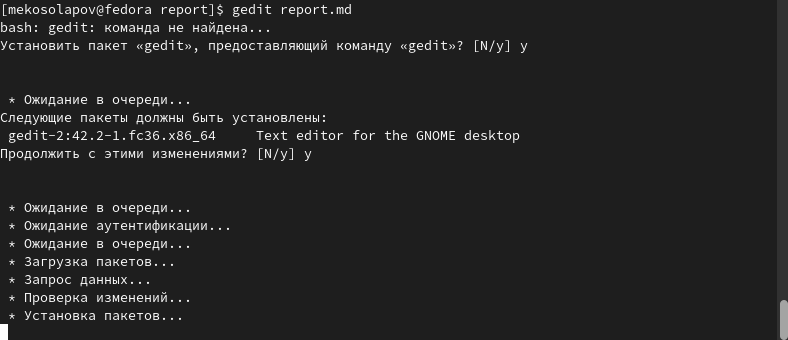 [mekosolapov@fedora report]$ gedit report.md
bash: gedit: команда не найдена...
Установить пакет «gedit», предоставляющий команду «gedit»? [N/y] y
* Ожидание в очереди...
Следующие пакеты должны быть установлены:
gedit-2:42.2-1.fc36.x86_64 Text editor for the GNOME desktop
Продолжить с этими изменениями? [N/y] y
* Ожидание в очереди...
* Ожидание аутентификации...
* Ожидание в очереди...
* Загрузка пакетов...
* Запрос данных...
* Проверка изменений...
* Установка пакетов...